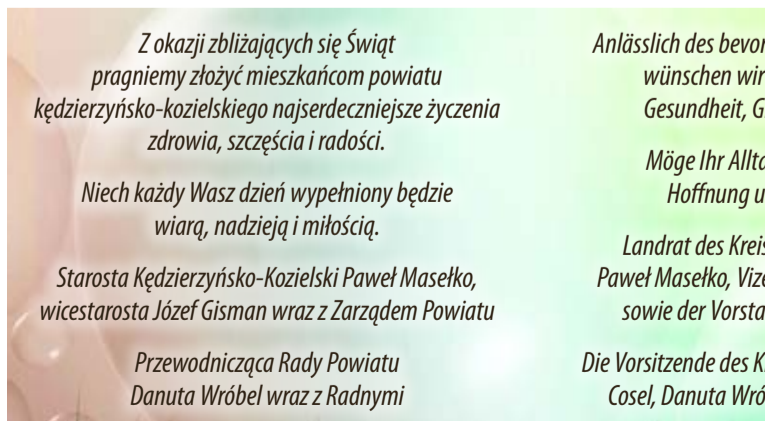 Z okazji zbliżających się Świąt
pragniemy złożyć mieszkańcom powiatu
kędzierzyńsko-kozielskiego najserdeczniejsze życzenia
zdrowia, szczęścia i radości.
Niech każdy Wasz dzień wypełniony będzie
wiarą, nadzieją i miłością.
Starosta Kędzierzyńsko-Kozielski Paweł Masełko,
wicestarosta Józef Gisman wraz z Zarządem Powiatu
Przewodnicząca Rady Powiatu
Danuta Wróbel wraz z Radnymi
Anlässlich des
wünschen wir
Gesundheit,
Möge Ihr
Hoffnung
Landrat des
Paweł Masełko,
sowie der
Die Vorsitzende des
Cosel, Danuta